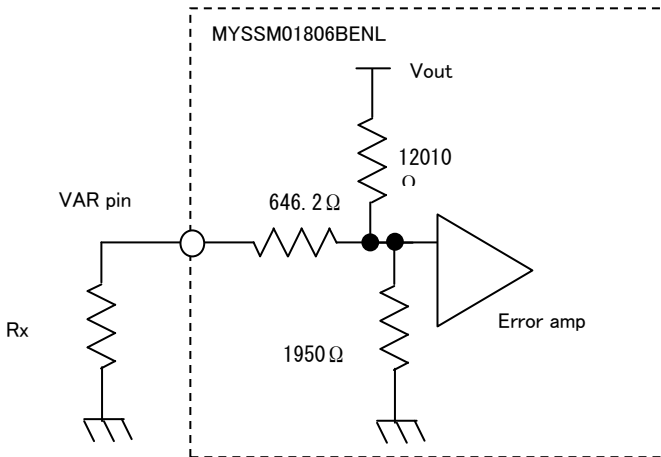 MYSSM01806BENL
Vout
12010
Ω
646.2Ω
VAR pin
Rx
1950Ω
Error amp